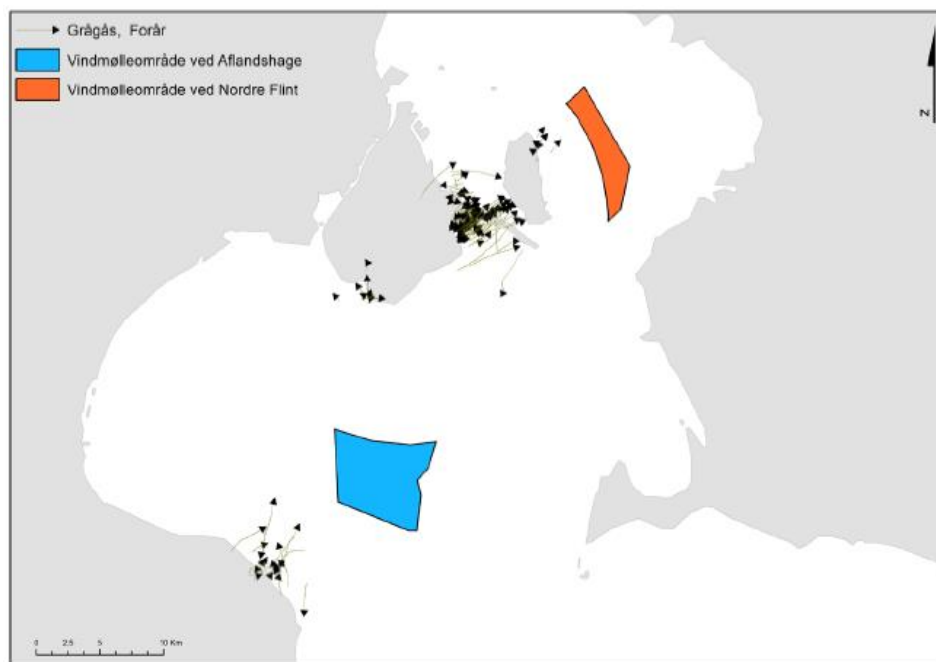 Grågås, Forår
Vindmølleområde ved Aflandshage
Vindmølleområde ved Nordre Flint
N
0 2,5 5 10 Km